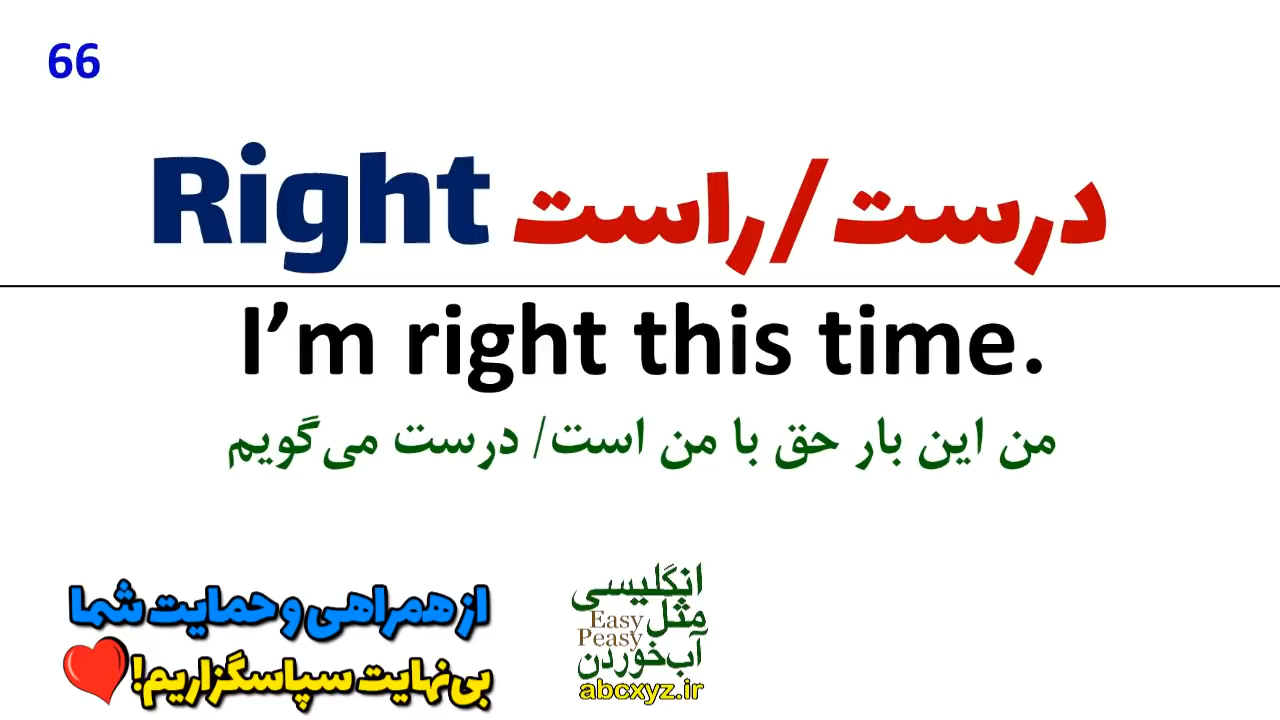 66
Right درست/راست
I’m right this time.
من این بار حق با من است/ درست می‌گویم
از همراهی و حمایت شما
بی‌نهایت سپاسگزاریم!
انگلیسی
مثل Easy
Peasy
آب‌خوردن
abcxyz.ir